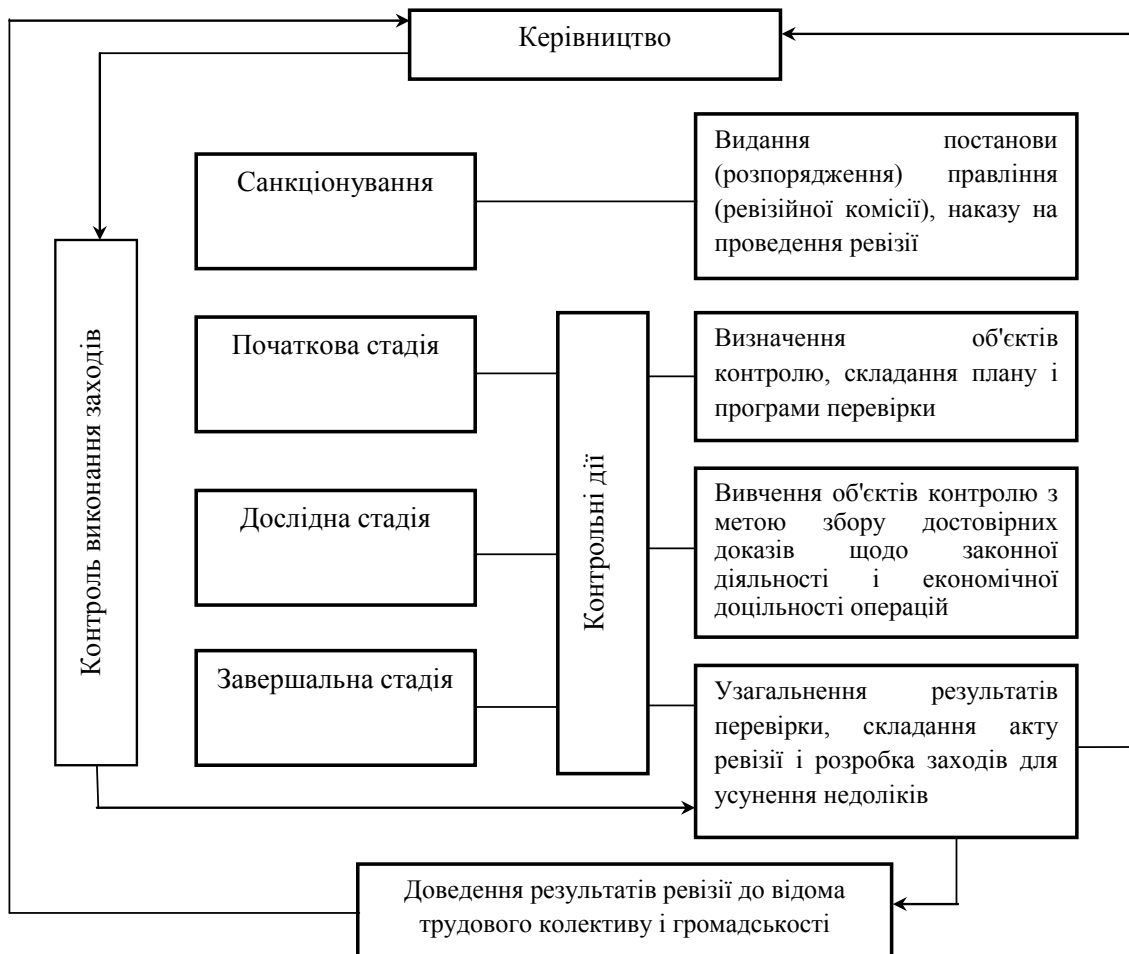 Керівництво
Санкціонування
Видання постанови
(розпорядження) правління
(ревізійної комісії), наказу на
проведення ревізії
Контроль виконання заходів
Початкова стадія
Контрольні дії
Визначення об'єктів
контролю, складання плану і
програми перевірки
Дослідна стадія
Вивчення об'єктів контролю з
метою збору достовірних
доказів щодо законної
діяльності і економічної
доцільності операцій
Завершальна стадія
Узагальнення результатів
перевірки, складання акту
ревізії і розробка заходів для
усунення недоліків
Доведення результатів ревізії до відома
трудового колективу і громадськості